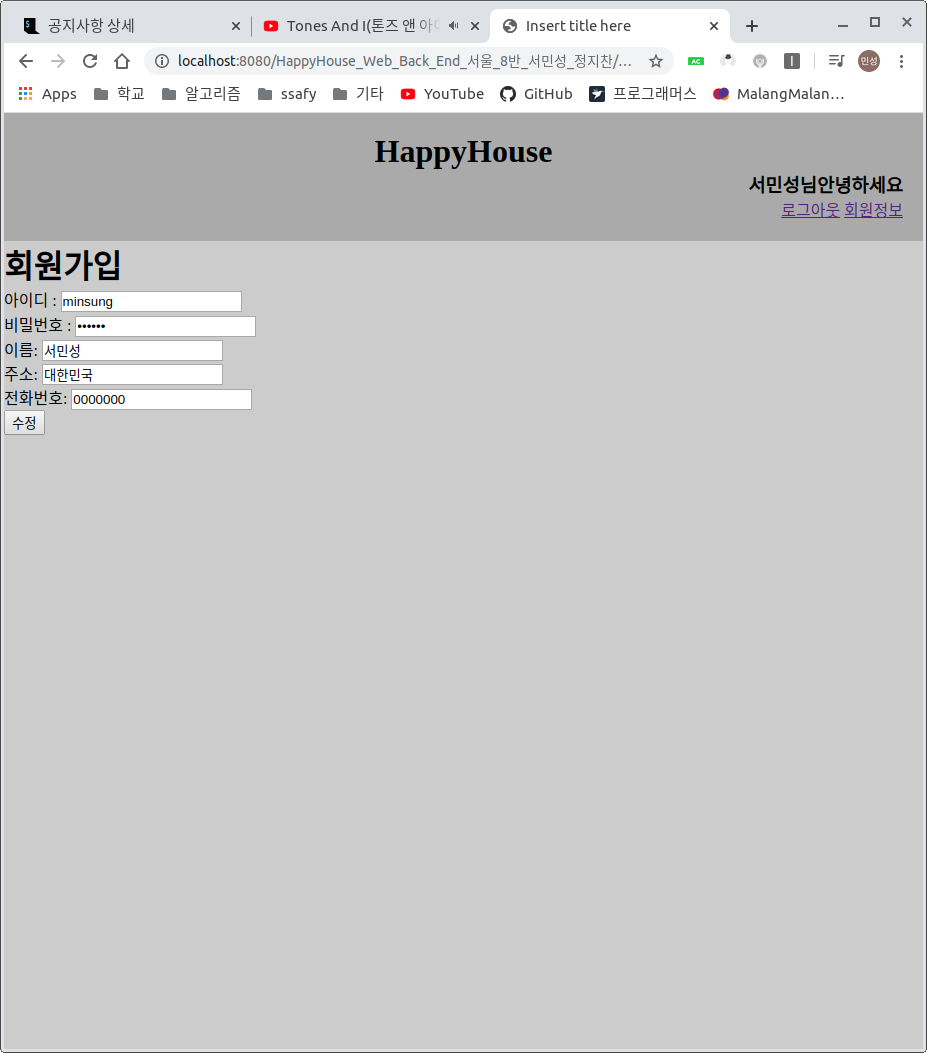 공지사항 상세
Tones And I(톤즈 앤 아이
Insert title here
localhost:8080/HappyHouse_Web_Back_End_서울_8반_서민성_정지찬/...
AC
I
민성
Apps
학교
알고리즘
ssafy
기타
YouTube
GitHub
프로그래머스
MalangMalan...
HappyHouse
서민성님안녕하세요
로그아웃 회원정보
회원가입
아이디 : minsung
비밀번호 : ••••••
이름: 서민성
주소: 대한민국
전화번호: 0000000
수정